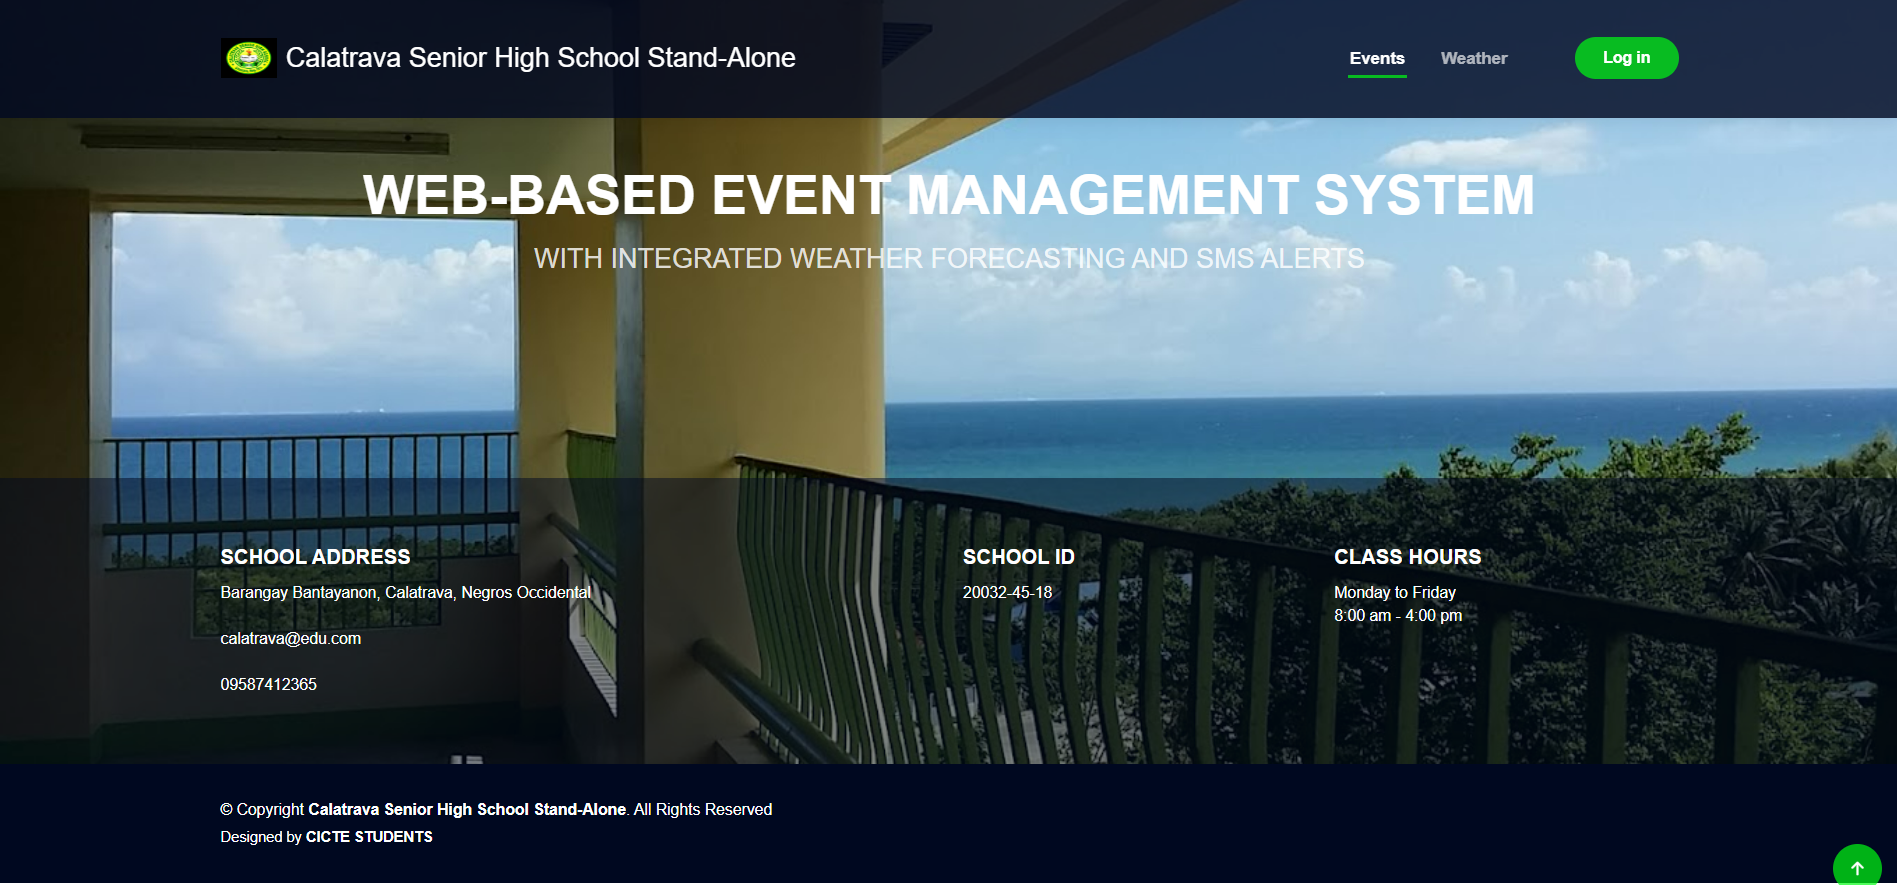 Calatrava Senior High School Stand-Alone
Events
Weather
Log in
WEB-BASED EVENT MANAGEMENT SYSTEM
WITH INTEGRATED WEATHER FORECASTING AND SMS ALERTS
SCHOOL ADDRESS
Barangay Bantayanon, Calatrava, Negros Occidental
calatrava@edu.com
09587412365
SCHOOL ID
20032-45-18
CLASS HOURS
Monday to Friday
8:00 am - 4:00 pm
© Copyright Calatrava Senior High School Stand-Alone. All Rights Reserved
Designed by CICTE STUDENTS